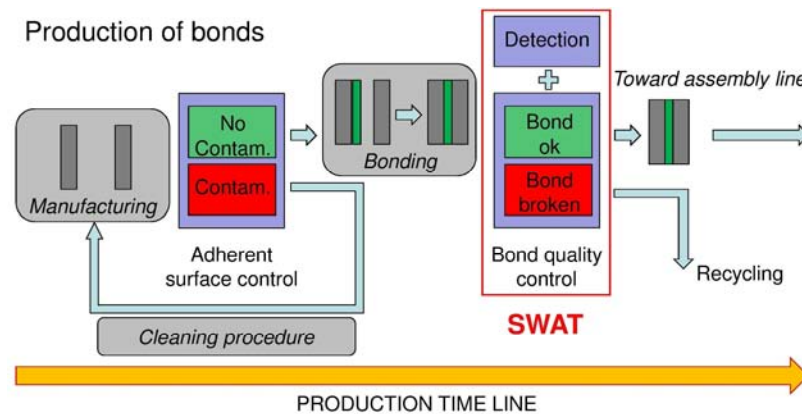 Production of bonds
Manufacturing
No
Contam.
Contam.
Adherent
surface control
Cleaning procedure
Bonding
Detection
Bond
ok
Bond
broken
Bond quality
control
SWAT
Toward assembly line
Recycling
PRODUCTION TIME LINE